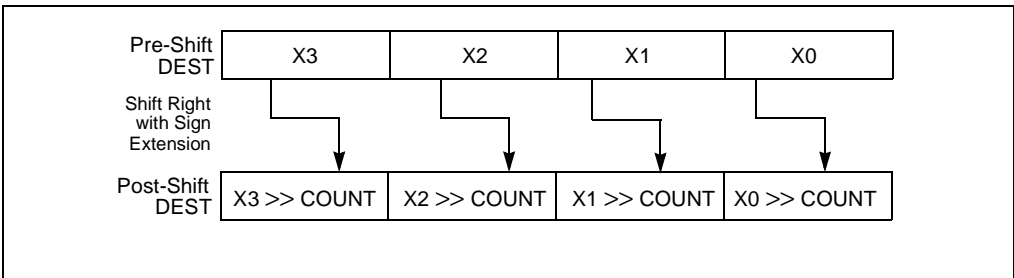 Pre-Shift
DEST
X3 X2 X1 X0
Shift Right
with Sign
Extension
Post-Shift
DEST
X3 >> COUNT X2 >> COUNT X1 >> COUNT X0 >> COUNT